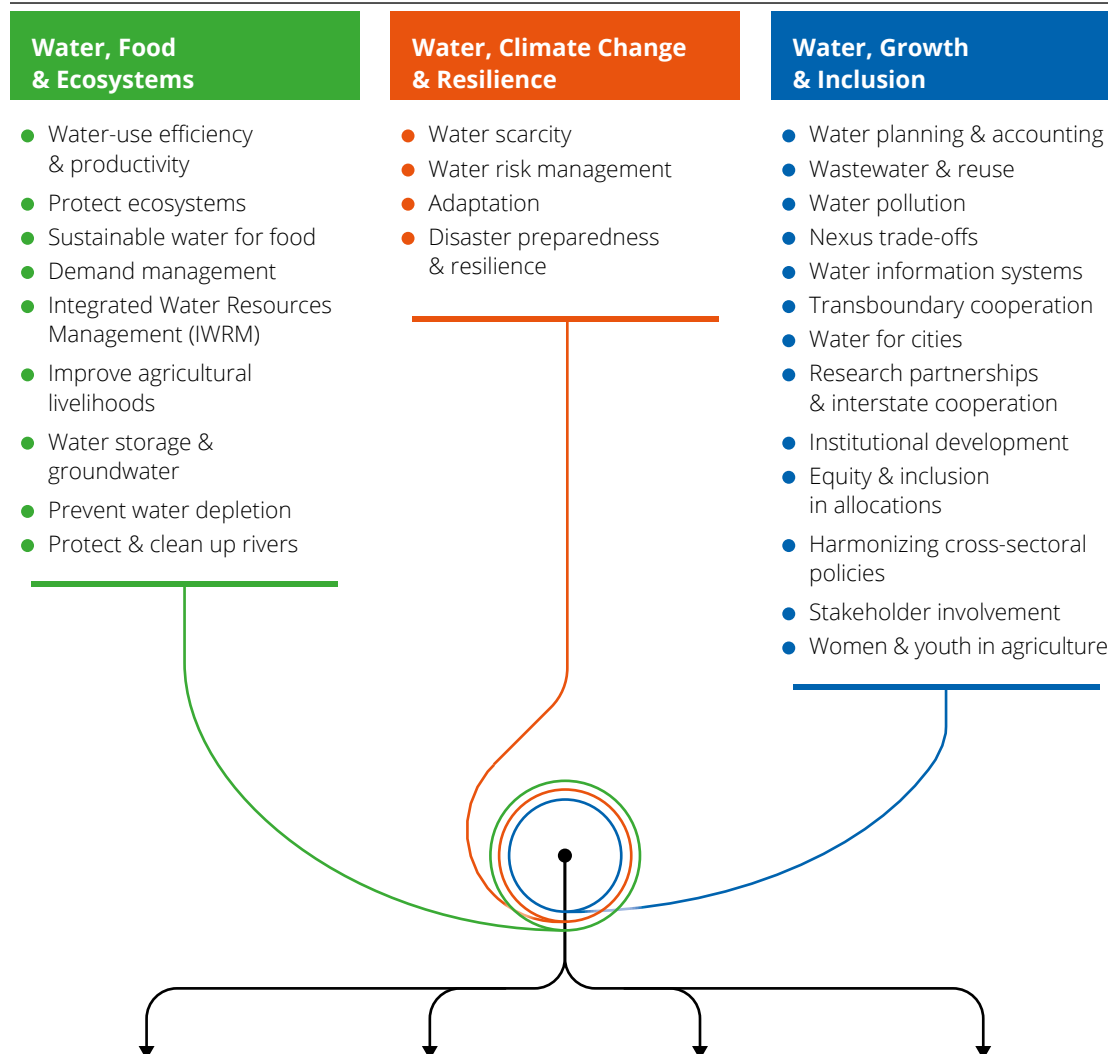 Water, Food
& Ecosystems
Water-use efficiency
& productivity
Protect ecosystems
Sustainable water for food
Demand management
Integrated Water Resources
Management (IWRM)
Improve agricultural
livelihoods
Water storage &
groundwater
Prevent water depletion
Protect & clean up rivers
Water, Climate Change
& Resilience
Water scarcity
Water risk management
Adaptation
Disaster preparedness
& resilience
Water, Growth
& Inclusion
Water planning & accounting
Wastewater & reuse
Water pollution
Nexus trade-offs
Water information systems
Transboundary cooperation
Water for cities
Research partnerships
& interstate cooperation
Institutional development
Equity & inclusion
in allocations
Harmonizing cross-sectoral
policies
Stakeholder involvement
Women & youth in agriculture